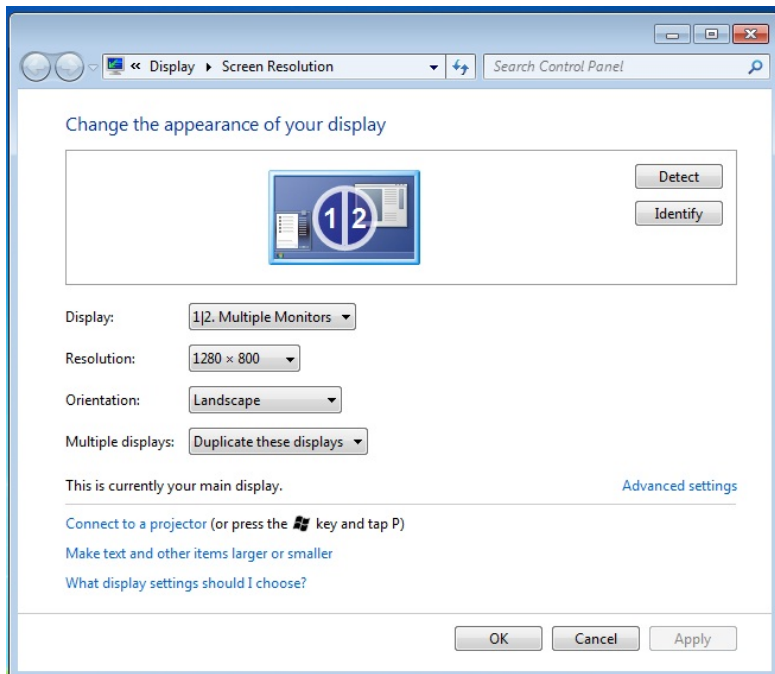 « Display ▸ Screen Resolution
Search Control Panel
Change the appearance of your display
1|2
Detect
Identify
Display: 1|2. Multiple Monitors
Resolution: 1280 × 800
Orientation: Landscape
Multiple displays: Duplicate these displays
This is currently your main display. Advanced settings
Connect to a projector (or press the key and tap P)
Make text and other items larger or smaller
What display settings should I choose?
OK Cancel Apply